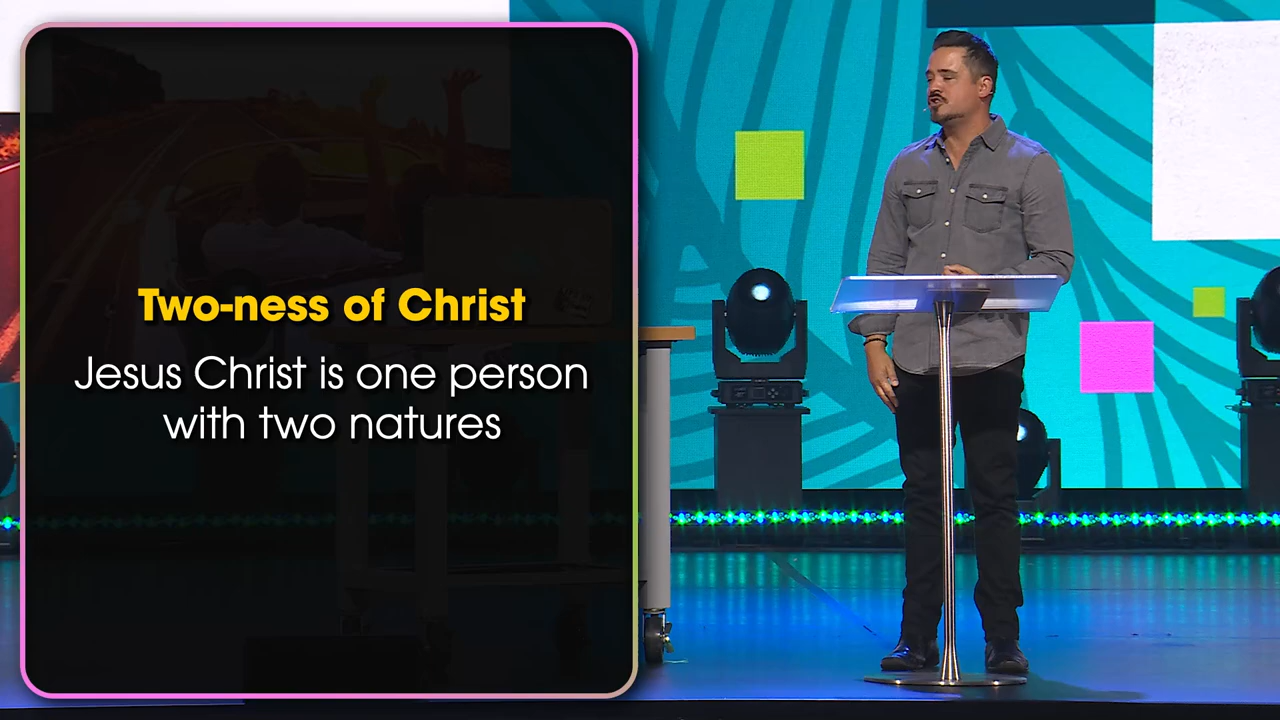 Two-ness of Christ
Jesus Christ is one person
with two natures